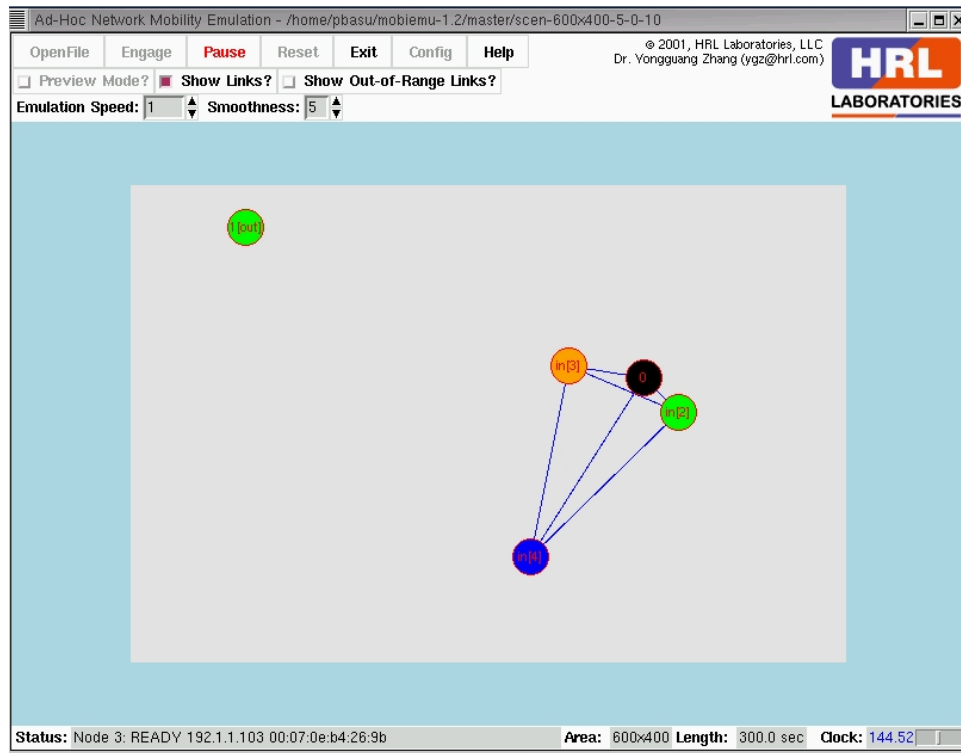 Ad-Hoc Network Mobility Emulation - /home/pbasu/mobiemu-1.2/master/scen-600x400-5-0-10
OpenFile Engage Pause Reset Exit Config Help
© 2001, HRL Laboratories, LLC
Dr. Yongguang Zhang (ygz@hrl.com)
HRL
LABORATORIES
Preview Mode? Show Links? Show Out-of-Range Links?
Emulation Speed: 1 Smoothness: 5
1[out]
in[3]
0
in[2]
in[4]
Status: Node 3: READY 192.1.1.103 00:07:0e:b4:26:9b Area: 600x400 Length: 300.0 sec Clock: 144.52